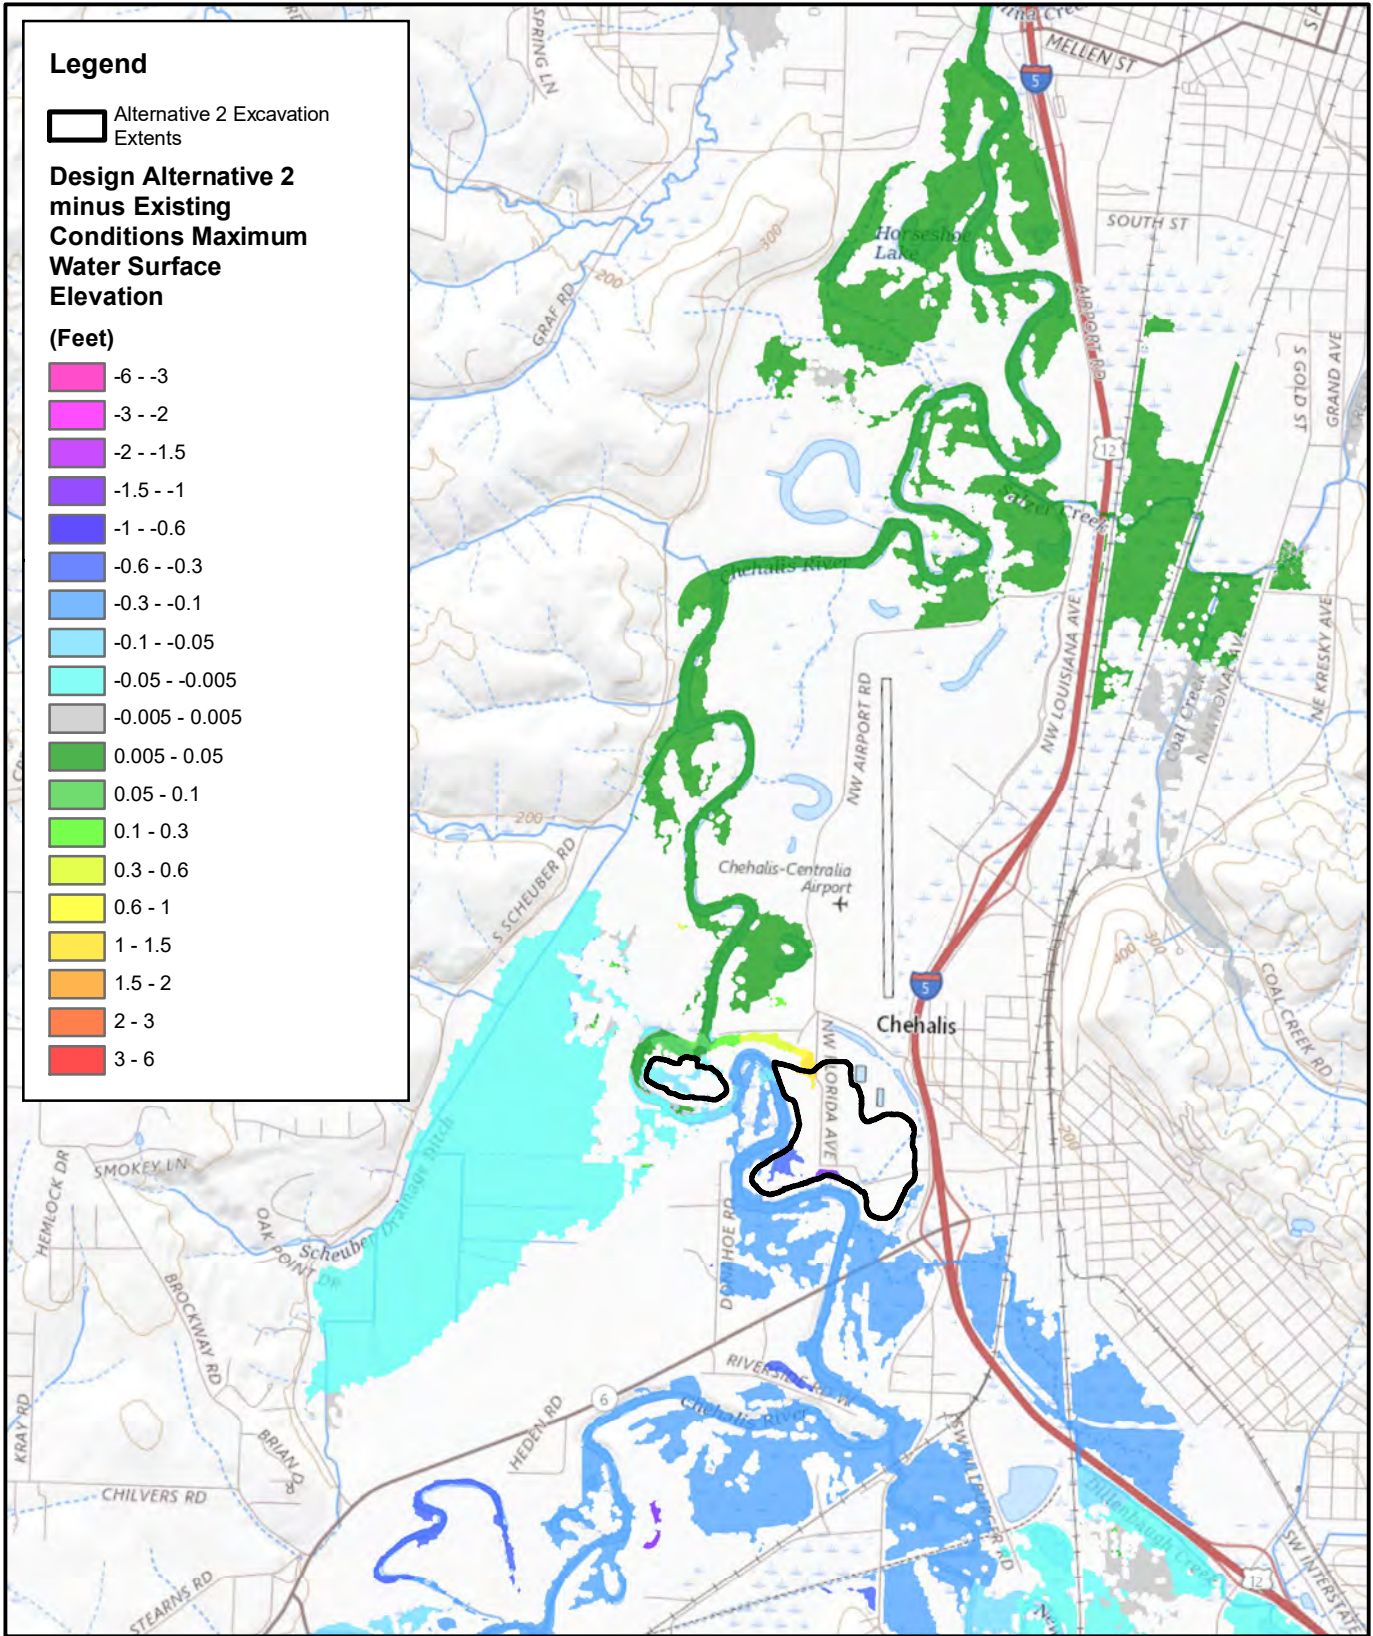 Legend
Alternative 2 Excavation
Extents
Design Alternative 2
minus Existing
Conditions Maximum
Water Surface
Elevation
(Feet)
-6 - -3
-3 - -2
-2 - -1.5
-1.5 - -1
-1 - -0.6
-0.6 - -0.3
-0.3 - -0.1
-0.1 - -0.05
-0.05 - -0.005
-0.005 - 0.005
0.005 - 0.05
0.05 - 0.1
0.1 - 0.3
0.3 - 0.6
0.6 - 1
1 - 1.5
1.5 - 2
2 - 3
3 - 6
SPRING LN
MELLEN ST
5
SOUTH ST
Horseshoe
Lake
300
200
GRAF RD
AIRPORT RD
S GOLD ST
GRAND AVE
12
Salzer Creek
Chehalis River
NW LOUISIANA AVE
NE KRESKY AVE
N NATIONAL AVE
Coal Creek
NW AIRPORT RD
200
S SCHEUBER RD
Chehalis-Centralia
Airport
400
300
COAL CREEK RD
5
Chehalis
NW FLORIDA AVE
200
HEMLOCK DR
SMOKEY LN
Scheuber Drainage Ditch
OAK POINT DR
DONAHOE RD
BROCKWAY RD
RIVERSIDE RD W
6
Chehalis River
HEDEN RD
KRAY RD
BRIAN DR
CHILVERS RD
Dillenbaugh Creek
12
SW INTERSTATE
STEARNS RD